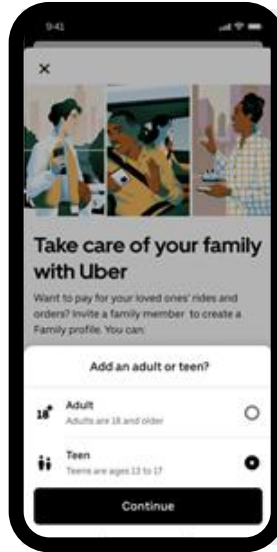 9:41
Take care of your family
with Uber
Want to pay for your loved ones' rides and
orders? Invite a family member to create a
Family profile. You can:
Add an adult or teen?
18+
Adult
Adults are 18 and older
Teen
Teens are ages 13 to 17
Continue